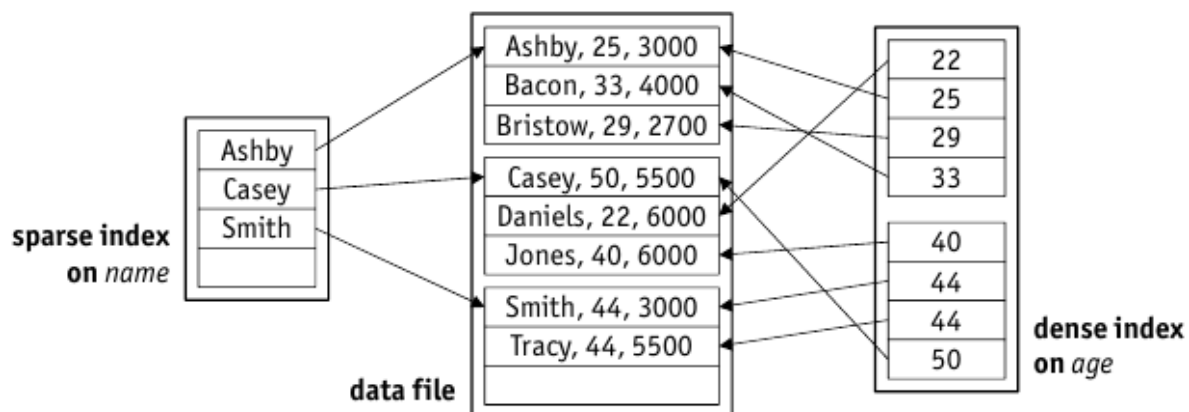 Ashby
Casey
Smith
sparse index
on name
Ashby, 25, 3000
Bacon, 33, 4000
Bristow, 29, 2700
Casey, 50, 5500
Daniels, 22, 6000
Jones, 40, 6000
Smith, 44, 3000
Tracy, 44, 5500
data file
22
25
29
33
40
44
44
50
dense index
on age